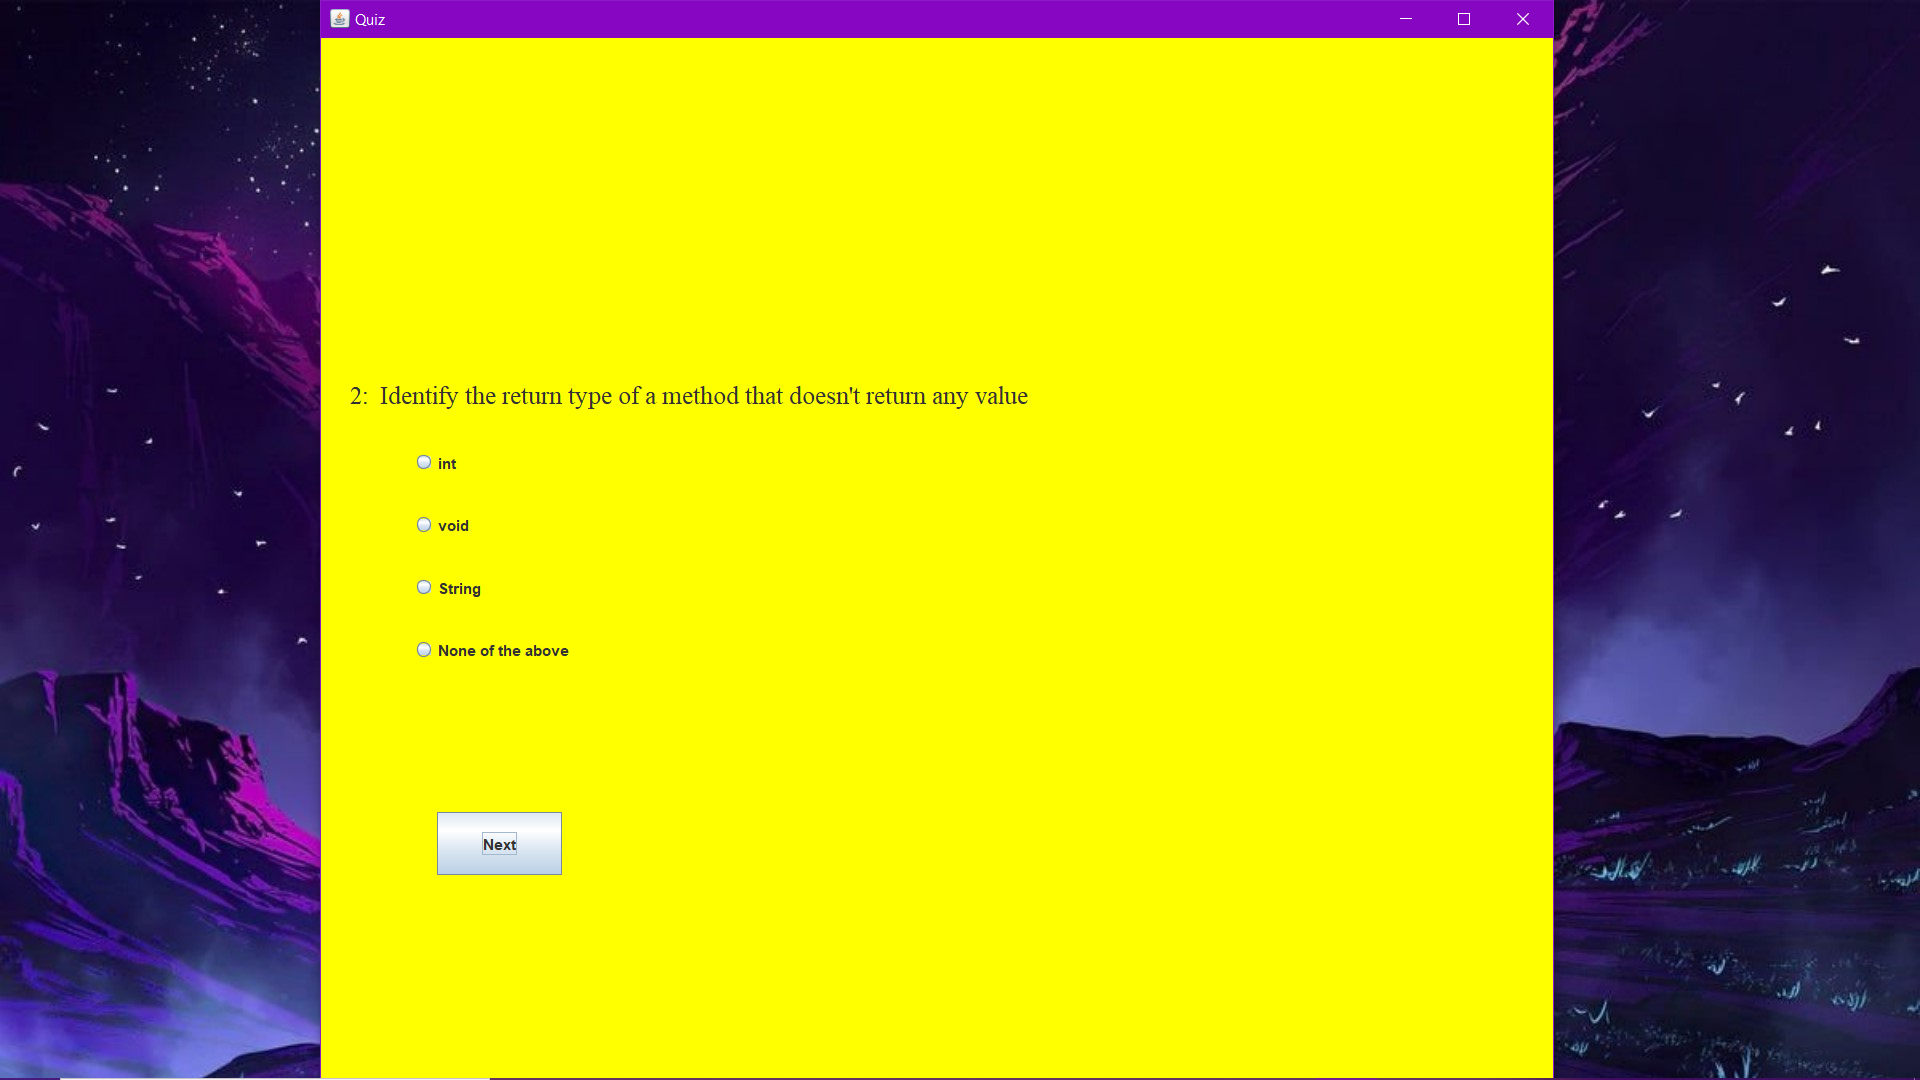 Quiz
2: Identify the return type of a method that doesn't return any value
int
void
String
None of the above
Next